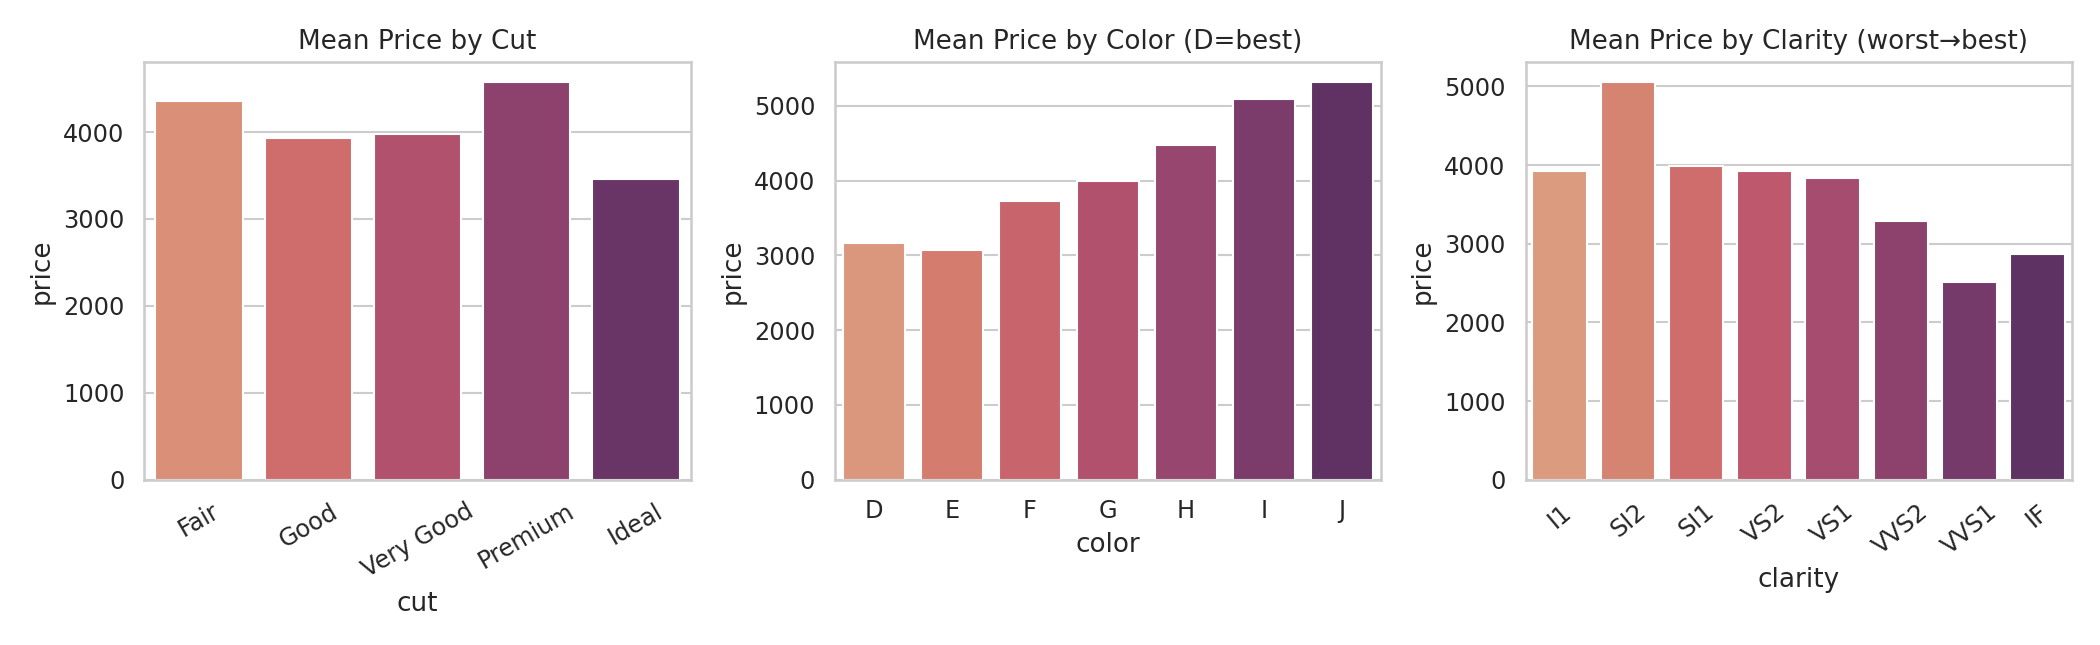 Mean Price by Cut
price
4000
3000
2000
1000
0
Fair
Good
Very Good
Premium
Ideal
cut
Mean Price by Color (D=best)
price
5000
4000
3000
2000
1000
0
D
E
F
G
H
I
J
color
Mean Price by Clarity (worst→best)
price
5000
4000
3000
2000
1000
0
I1
SI2
SI1
VS2
VS1
VVS2
VVS1
IF
clarity